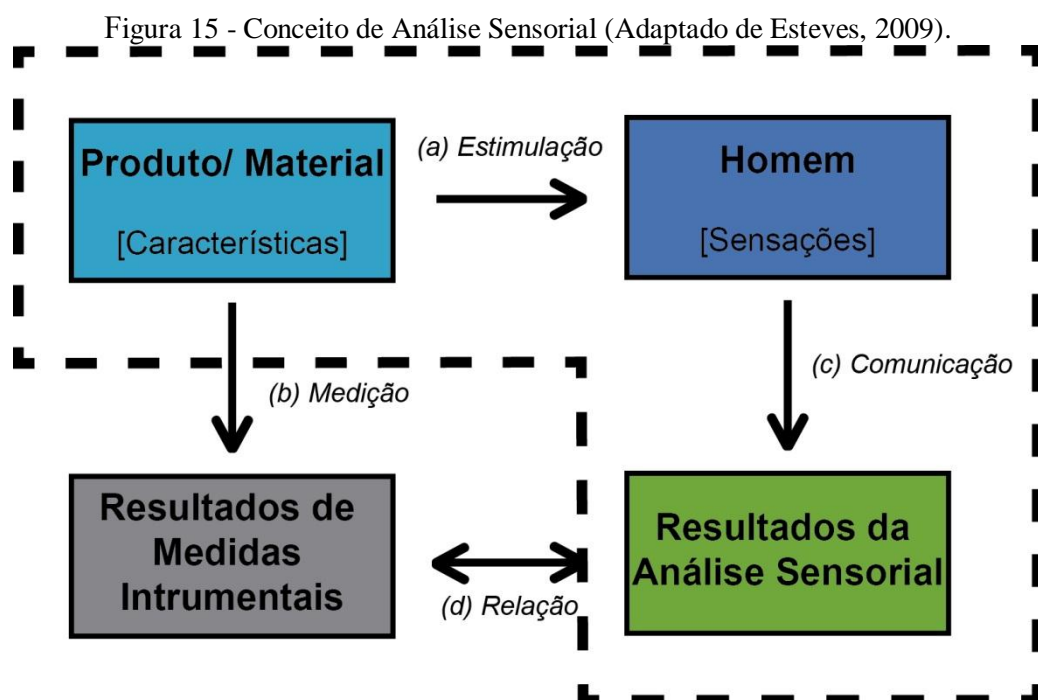 Figura 15 - Conceito de Análise Sensorial (Adaptado de Esteves, 2009).
Produto/ Material
[Características]
(a) Estimulação
Homem
[Sensações]
(b) Medição
(c) Comunicação
Resultados de
Medidas
Intrumentais
(d) Relação
Resultados da
Análise Sensorial